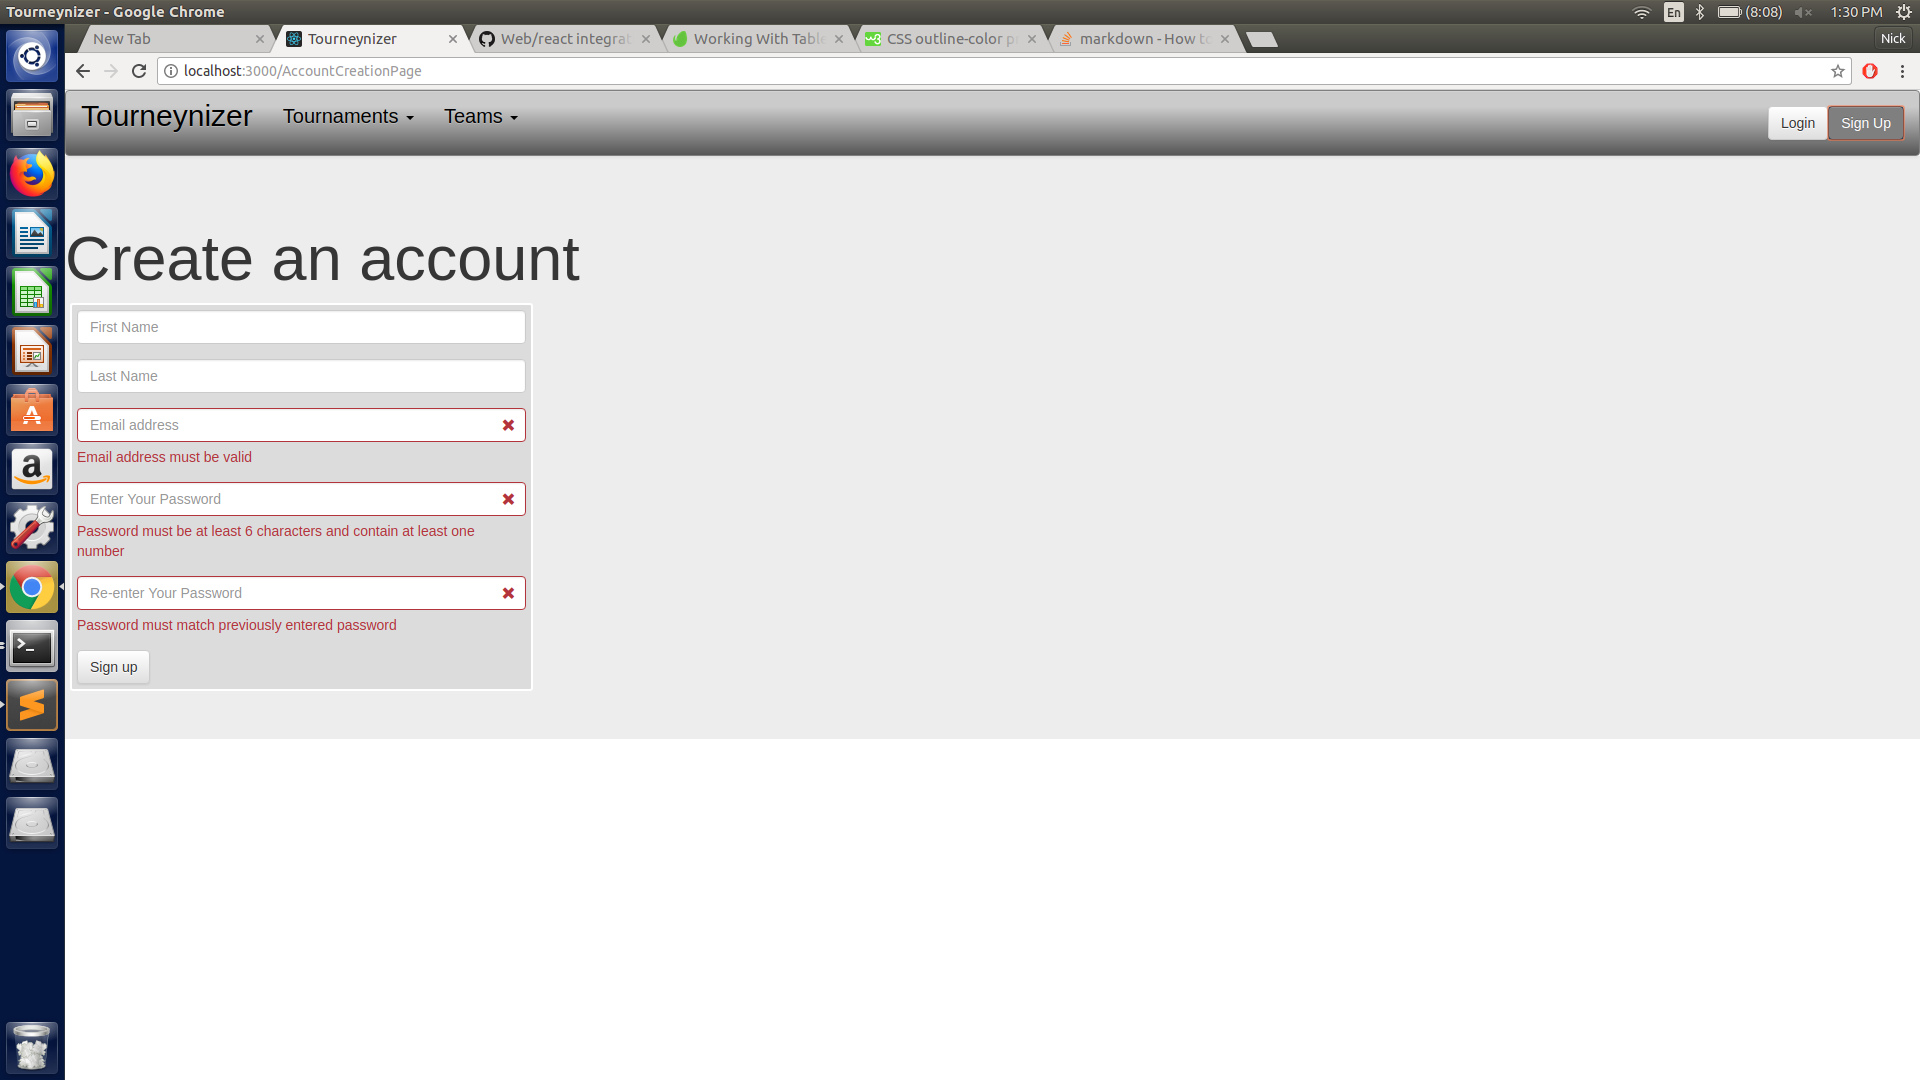 Tourneynizer - Google Chrome
En
(8:08)
1:30 PM
New Tab
Tourneynizer
Web/react integrat
Working With Table
CSS outline-color p
markdown - How to
Nick
localhost:3000/AccountCreationPage
Tourneynizer
Tournaments
Teams
Login
Sign Up
Create an account
First Name
Last Name
Email address
Email address must be valid
Enter Your Password
Password must be at least 6 characters and contain at least one
number
Re-enter Your Password
Password must match previously entered password
Sign up